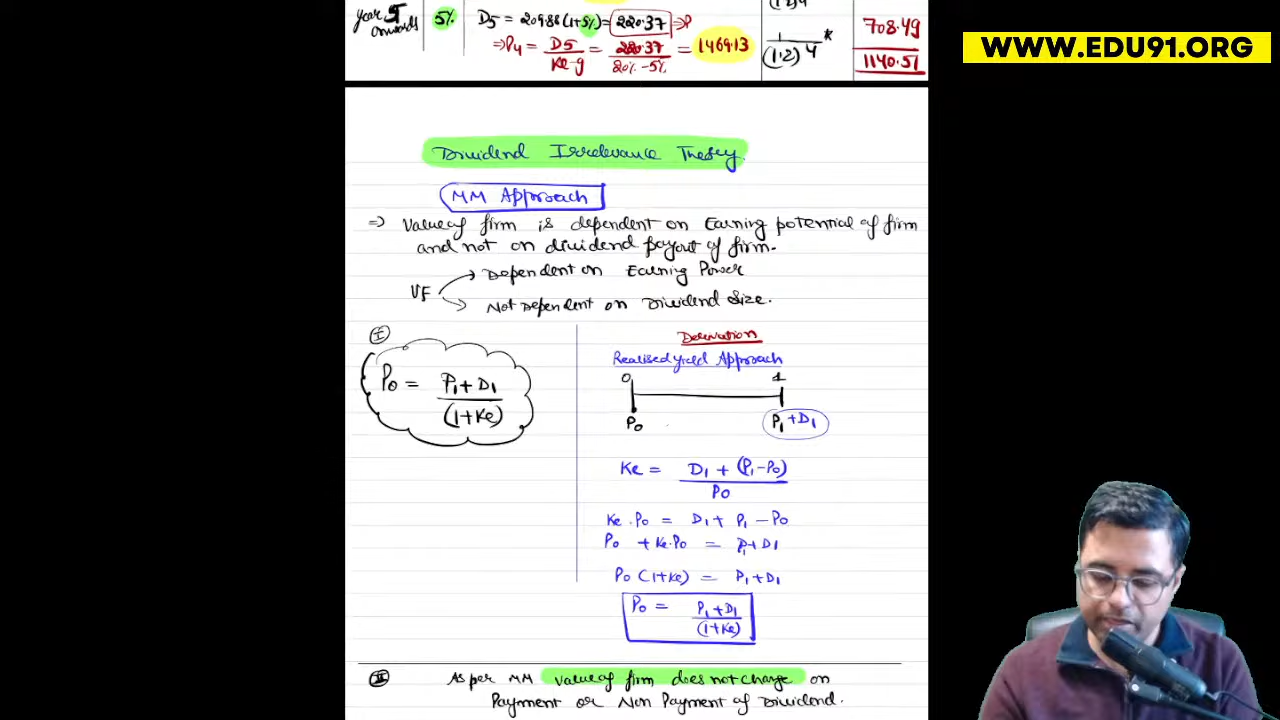 WWW.EDU91.ORG
year 5 onwards 5% D5 = 209.88 (1+5%) = 220.37 ⇒P
⇒P4 = D5/Ke-g = 220.37/20%-5% = 1469.13
1/(1.2)^4 *
708.49
1140.51
Dividend Irrelevance Theory.
MM Approach
⇒ Value of firm is dependent on Earning potential of firm
and not on dividend payout of firm.
Dependent on Earning Power
VF
Not Dependent on Dividend Size.
I
P0 = P1+D1/(1+Ke)
Derivation
Realised yield Approach
0 1
P0 P1+D1
Ke = D1+(P1-P0)/P0
Ke.P0 = D1+ P1 - P0
P0 + Ke.P0 = P1+D1
P0 (1+Ke) = P1+D1
P0 = P1+D1/(1+Ke)
II As per MM value of firm does not change on
Payment or Non Payment of Dividend.